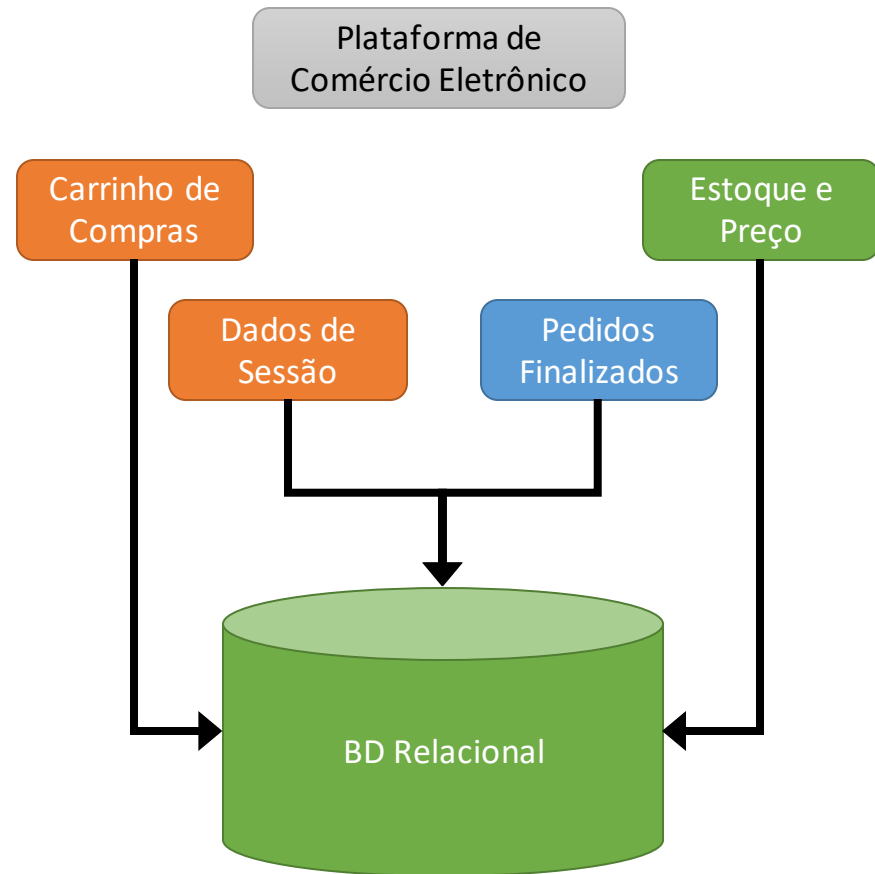 Plataforma de
Comércio Eletrônico
Carrinho de
Compras
Estoque e
Preço
Dados de
Sessão
Pedidos
Finalizados
BD Relacional